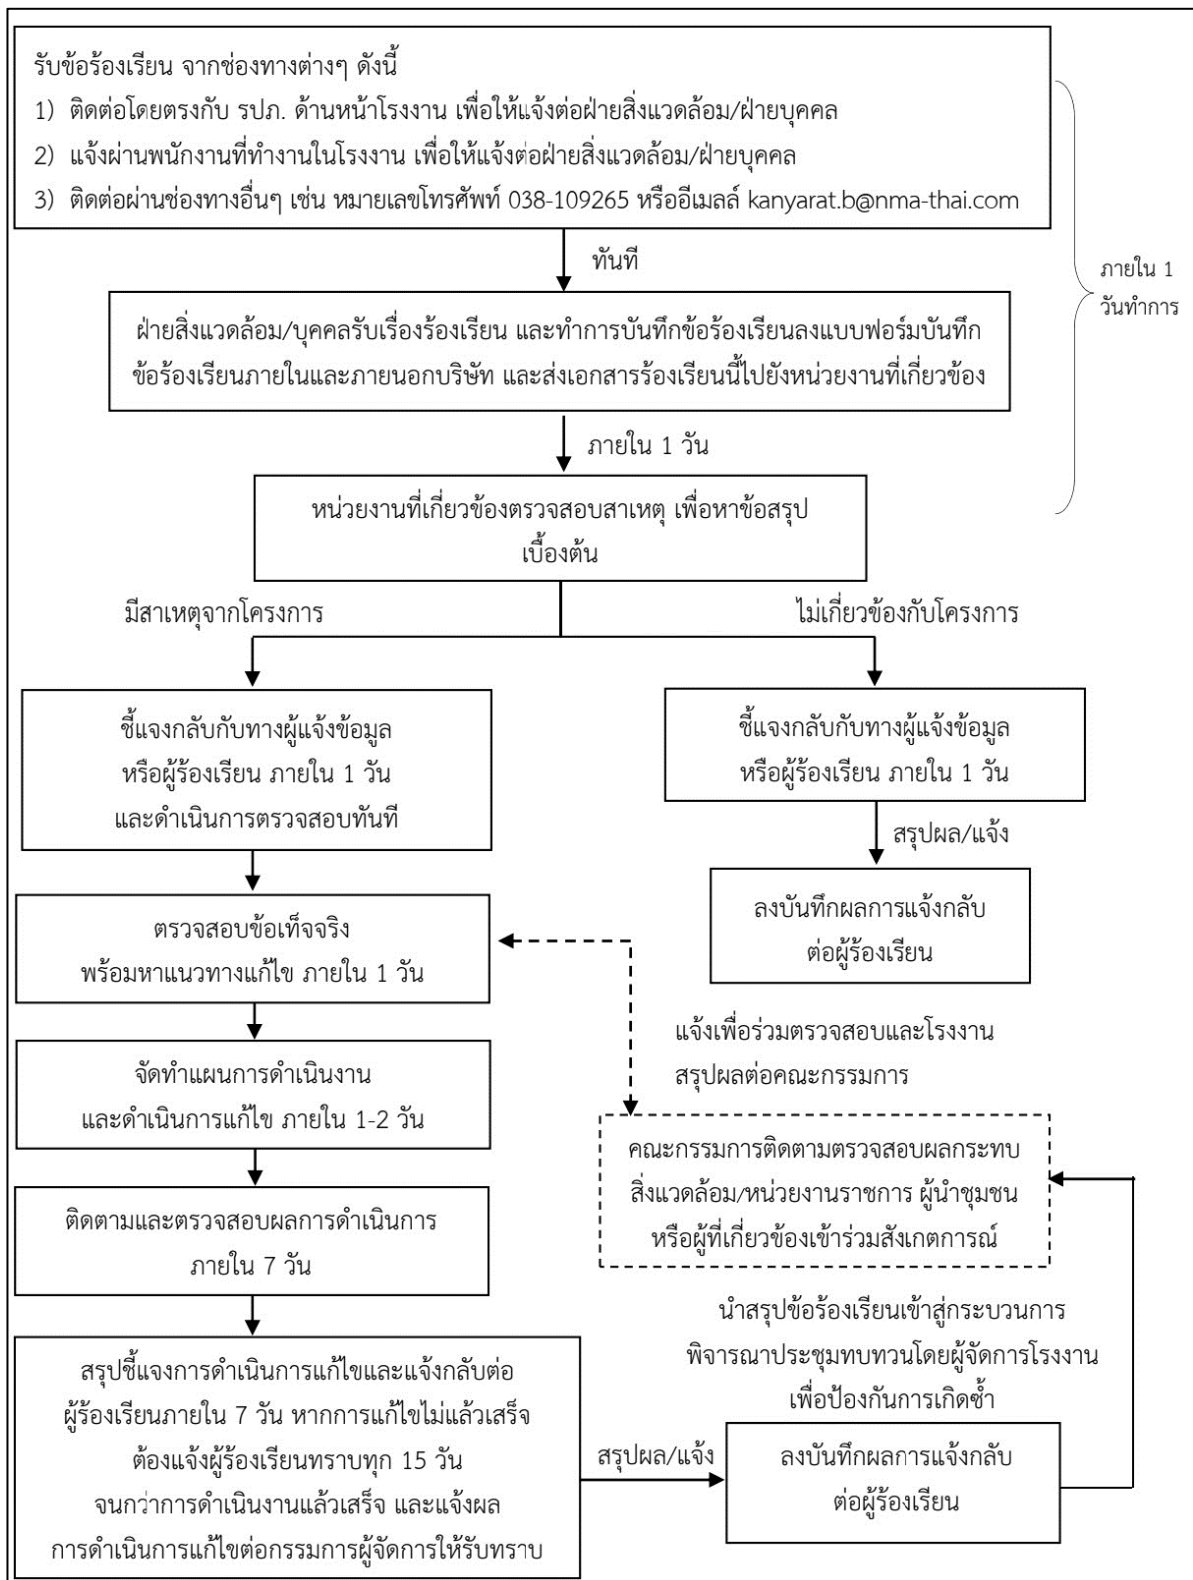 รับข้อร้องเรียน จากช่องทางต่างๆ ดังนี้
1) ติดต่อโดยตรงกับ รปภ. ด้านหน้าโรงงาน เพื่อให้แจ้งต่อฝ่ายสิ่งแวดล้อม/ฝ่ายบุคคล
2) แจ้งผ่านพนักงานที่ทำงานในโรงงาน เพื่อให้แจ้งต่อฝ่ายสิ่งแวดล้อม/ฝ่ายบุคคล
3) ติดต่อผ่านช่องทางอื่นๆ เช่น หมายเลขโทรศัพท์ 038-109265 หรืออีเมลล์ kanyarat.b@nma-thai.com
ทันที
ภายใน 1
วันทำการ
ฝ่ายสิ่งแวดล้อม/บุคคลรับเรื่องร้องเรียน และทำการบันทึกข้อร้องเรียนลงแบบฟอร์มบันทึก
ข้อร้องเรียนภายในและภายนอกบริษัท และส่งเอกสารร้องเรียนนี้ไปยังหน่วยงานที่เกี่ยวข้อง
ภายใน 1 วัน
หน่วยงานที่เกี่ยวข้องตรวจสอบสาเหตุ เพื่อหาข้อสรุป
เบื้องต้น
มีสาเหตุจากโครงการ
ไม่เกี่ยวข้องกับโครงการ
ชี้แจงกลับกับทางผู้แจ้งข้อมูล
หรือผู้ร้องเรียน ภายใน 1 วัน
และดำเนินการตรวจสอบทันที
ชี้แจงกลับกับทางผู้แจ้งข้อมูล
หรือผู้ร้องเรียน ภายใน 1 วัน
สรุปผล/แจ้ง
ลงบันทึกผลการแจ้งกลับ
ต่อผู้ร้องเรียน
ตรวจสอบข้อเท็จจริง
พร้อมหาแนวทางแก้ไข ภายใน 1 วัน
แจ้งเพื่อร่วมตรวจสอบและโรงงาน
สรุปผลต่อคณะกรรมการ
จัดทำแผนการดำเนินงาน
และดำเนินการแก้ไข ภายใน 1-2 วัน
คณะกรรมการติดตามตรวจสอบผลกระทบ
สิ่งแวดล้อม/หน่วยงานราชการ ผู้นำชุมชน
หรือผู้ที่เกี่ยวข้องเข้าร่วมสังเกตการณ์
ติดตามและตรวจสอบผลการดำเนินการ
ภายใน 7 วัน
นำสรุปข้อร้องเรียนเข้าสู่กระบวนการ
พิจารณาประชุมทบทวนโดยผู้จัดการโรงงาน
เพื่อป้องกันการเกิดซ้ำ
สรุปชี้แจงการดำเนินการแก้ไขและแจ้งกลับต่อ
ผู้ร้องเรียนภายใน 7 วัน หากการแก้ไขไม่แล้วเสร็จ
ต้องแจ้งผู้ร้องเรียนทราบทุก 15 วัน
จนกว่าการดำเนินงานแล้วเสร็จ และแจ้งผล
การดำเนินการแก้ไขต่อกรรมการผู้จัดการให้รับทราบ
สรุปผล/แจ้ง
ลงบันทึกผลการแจ้งกลับ
ต่อผู้ร้องเรียน